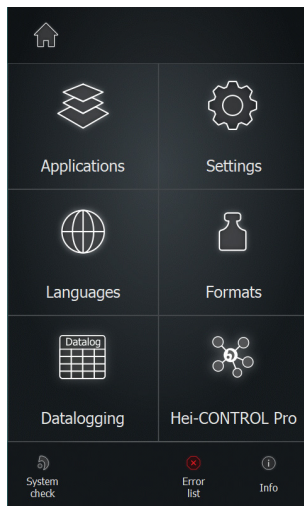 Applications
Settings
Languages
Formats
Datalog
Datalogging
Hei-CONTROL Pro
System
check
Error
list
Info